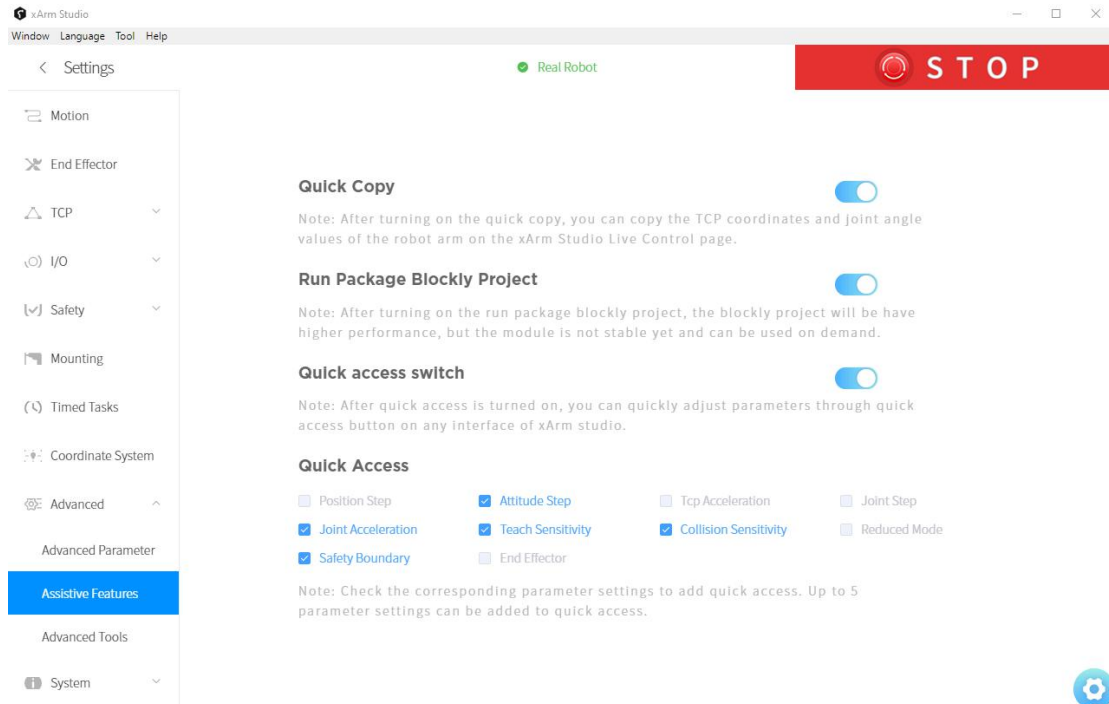 xArm Studio
Window Language Tool Help
Settings
Real Robot
STOP
Motion
End Effector
TCP
I/O
Safety
Mounting
Timed Tasks
Coordinate System
Advanced
Advanced Parameter
Assistive Features
Advanced Tools
System
Quick Copy
Note: After turning on the quick copy, you can copy the TCP coordinates and joint angle
values of the robot arm on the xArm Studio Live Control page.
Run Package Blockly Project
Note: After turning on the run package blockly project, the blockly project will be have
higher performance, but the module is not stable yet and can be used on demand.
Quick access switch
Note: After quick access is turned on, you can quickly adjust parameters through quick
access button on any interface of xArm studio.
Quick Access
Position Step Attitude Step Tcp Acceleration Joint Step
Joint Acceleration Teach Sensitivity Collision Sensitivity Reduced Mode
Safety Boundary End Effector
Note: Check the corresponding parameter settings to add quick access. Up to 5
parameter settings can be added to quick access.